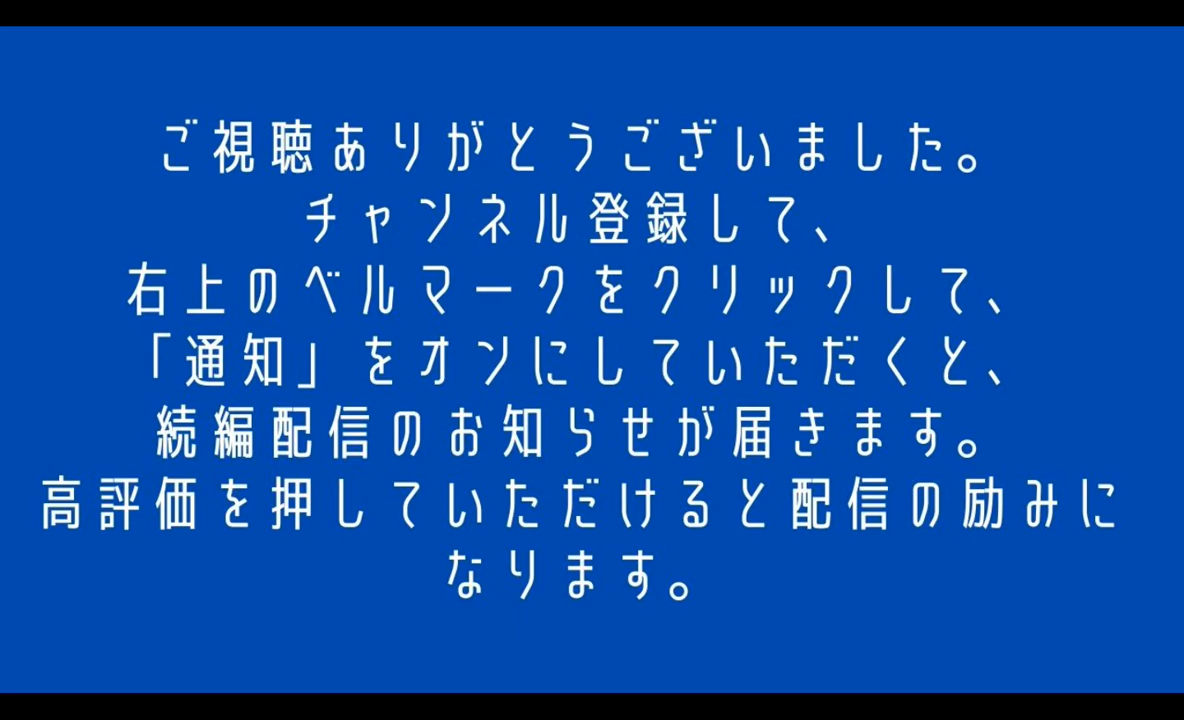 ご視聴ありがとうございました。
チャンネル登録して、
右上のベルマークをクリックして、
「通知」をオンにしていただくと、
続編配信のお知らせが届きます。
高評価を押していただけると配信の励みに
なります。